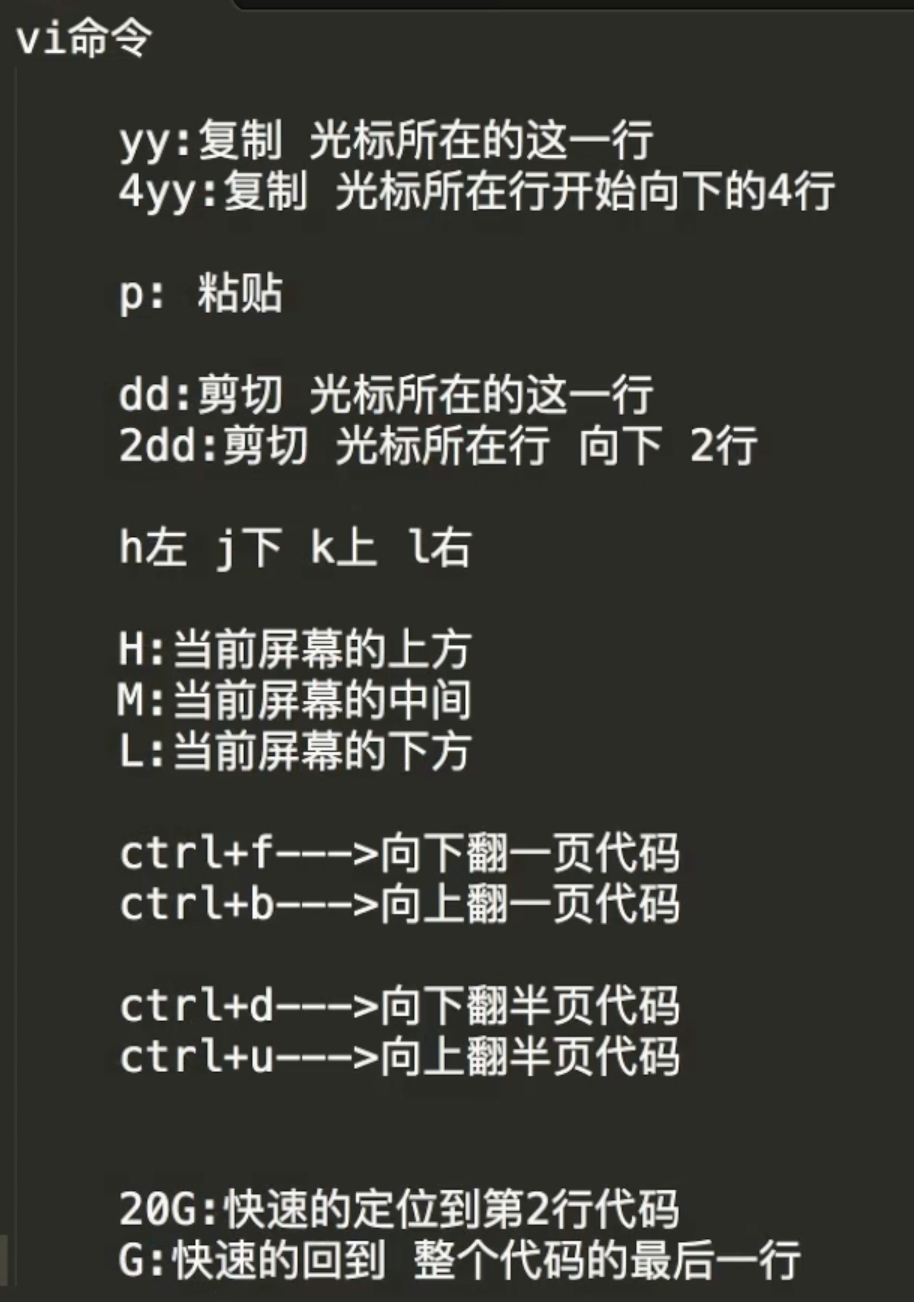 vi命令
yy:复制 光标所在的这一行
4yy:复制 光标所在行开始向下的4行
p: 粘贴
dd:剪切 光标所在的这一行
2dd:剪切 光标所在行 向下 2行
h左 j下 k上 l右
H:当前屏幕的上方
M:当前屏幕的中间
L:当前屏幕的下方
ctrl+f--->向下翻一页代码
ctrl+b--->向上翻一页代码
ctrl+d--->向下翻半页代码
ctrl+u--->向上翻半页代码
20G:快速的定位到第2行代码
G:快速的回到 整个代码的最后一行